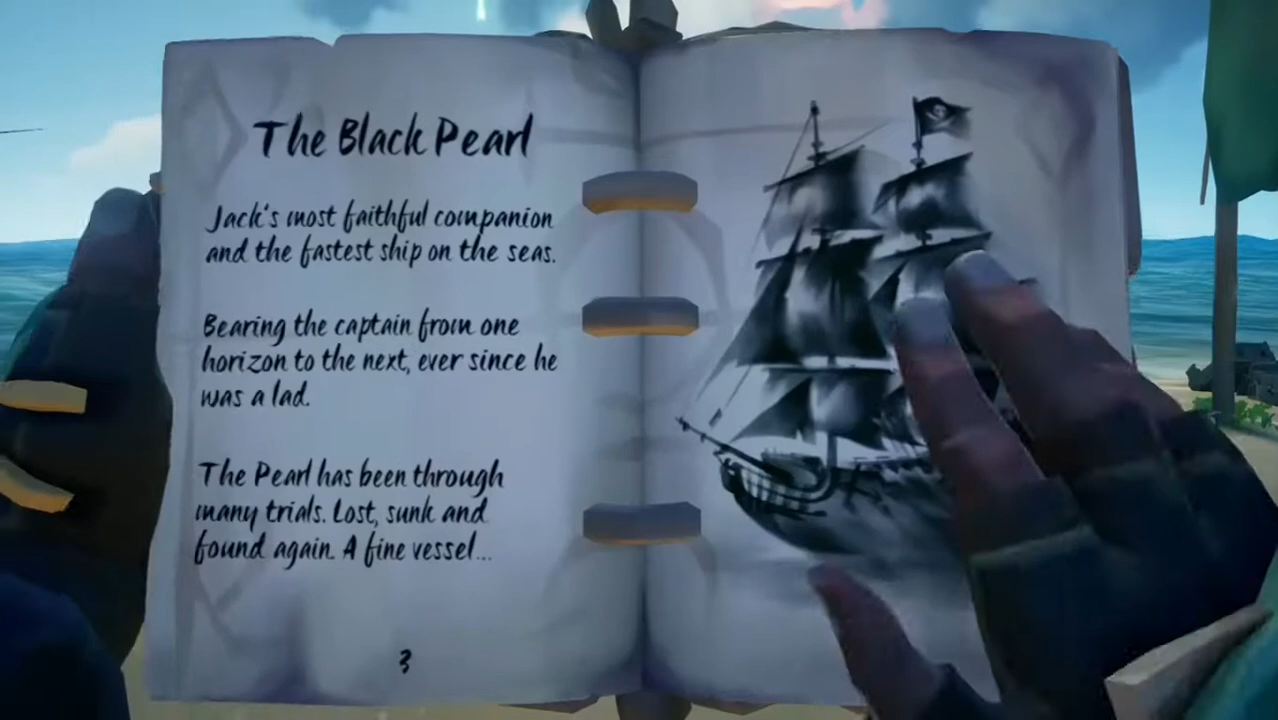 The Black Pearl
Jack's most faithful companion
and the fastest ship on the seas.
Bearing the captain from one
horizon to the next, ever since he
was a lad.
The Pearl has been through
many trials. Lost, sunk and
found again. A fine vessel...
3